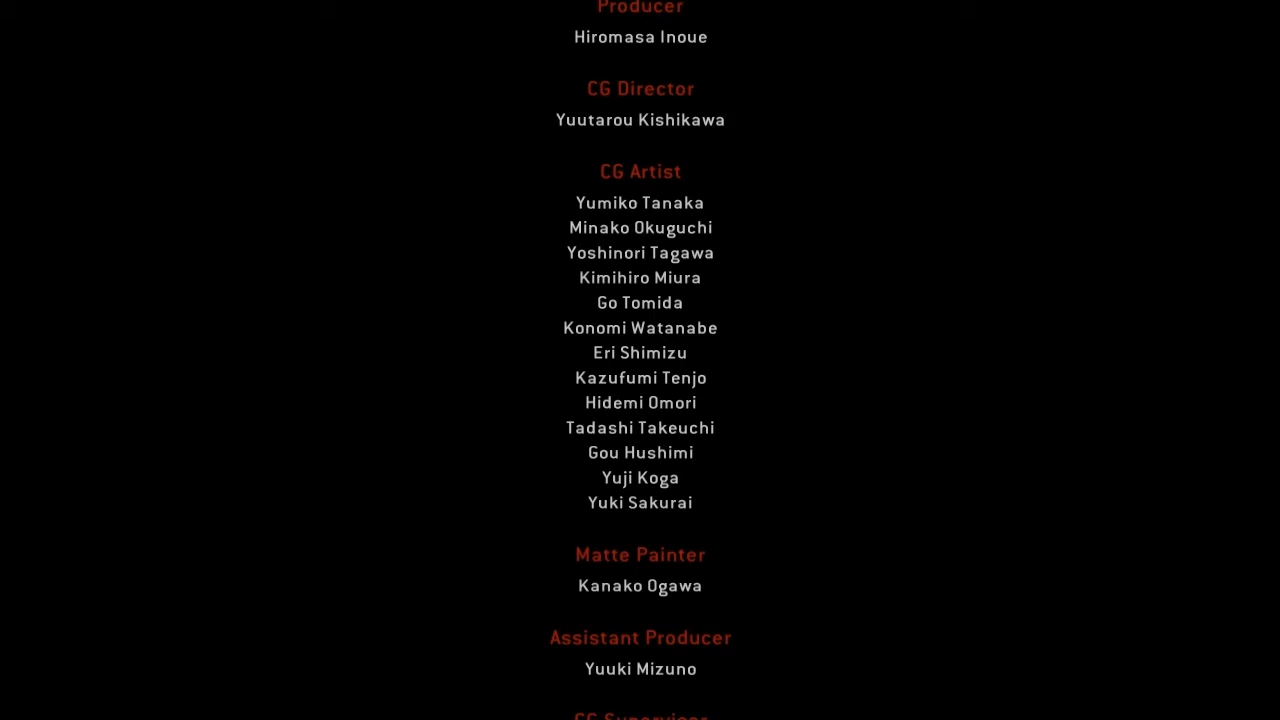 Producer
Hiromasa Inoue
CG Director
Yuutarou Kishikawa
CG Artist
Yumiko Tanaka
Minako Okuguchi
Yoshinori Tagawa
Kimihiro Miura
Go Tomida
Konomi Watanabe
Eri Shimizu
Kazufumi Tenjo
Hidemi Omori
Tadashi Takeuchi
Gou Hushimi
Yuji Koga
Yuki Sakurai
Matte Painter
Kanako Ogawa
Assistant Producer
Yuuki Mizuno
CG Supervisor